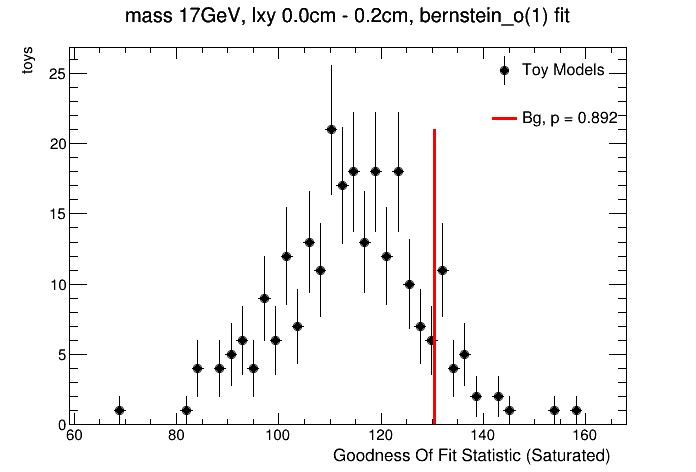 mass 17GeV, lxy 0.0cm - 0.2cm, bernstein_o(1) fit
toys
25
20
15
10
5
0
Toy Models
Bg, p = 0.892
60 80 100 120 140 160
Goodness Of Fit Statistic (Saturated)